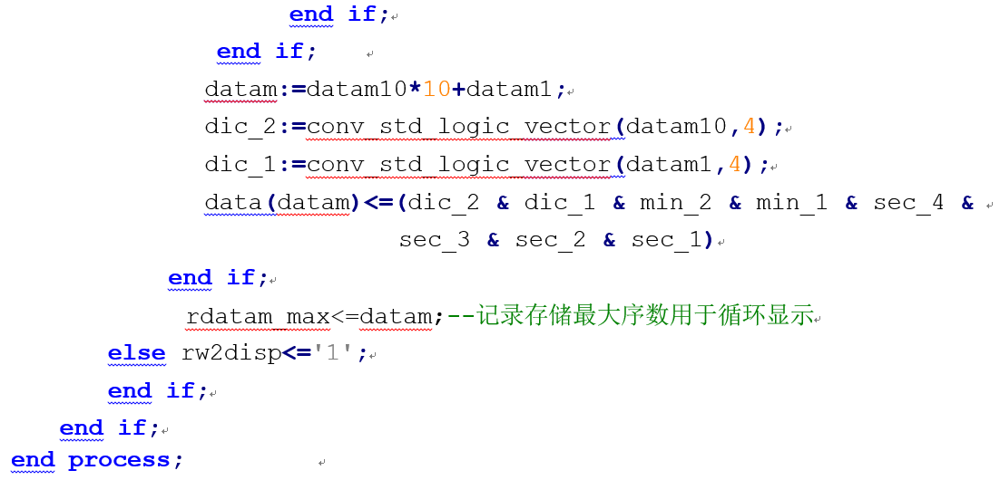 end if;
end if;
datam:=datam10*10+datam1;
dic_2:=conv_std_logic_vector(datam10,4);
dic_1:=conv_std_logic_vector(datam1,4);
data(datam)<=(dic_2 & dic_1 & min_2 & min_1 & sec_4 &
sec_3 & sec_2 & sec_1)
end if;
rdatam_max<=datam;--记录存储最大序数用于循环显示
else rw2disp<='1';
end if;
end if;
end process;